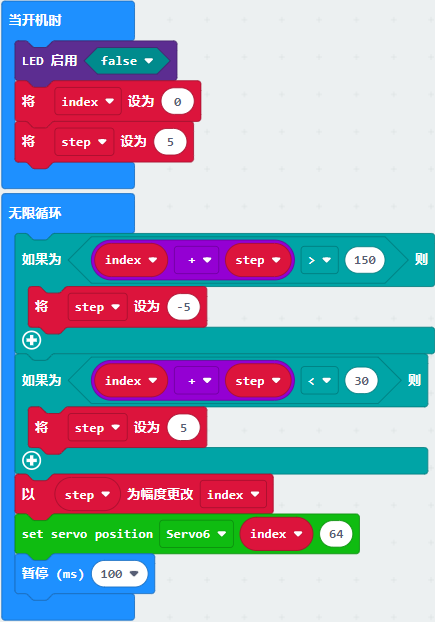 当开机时
LED 启用 false
将 index 设为 0
将 step 设为 5
无限循环
如果为 index + step > 150 则
将 step 设为 -5
如果为 index + step < 30 则
将 step 设为 5
以 step 为幅度更改 index
set servo position Servo6 index 64
暂停 (ms) 100